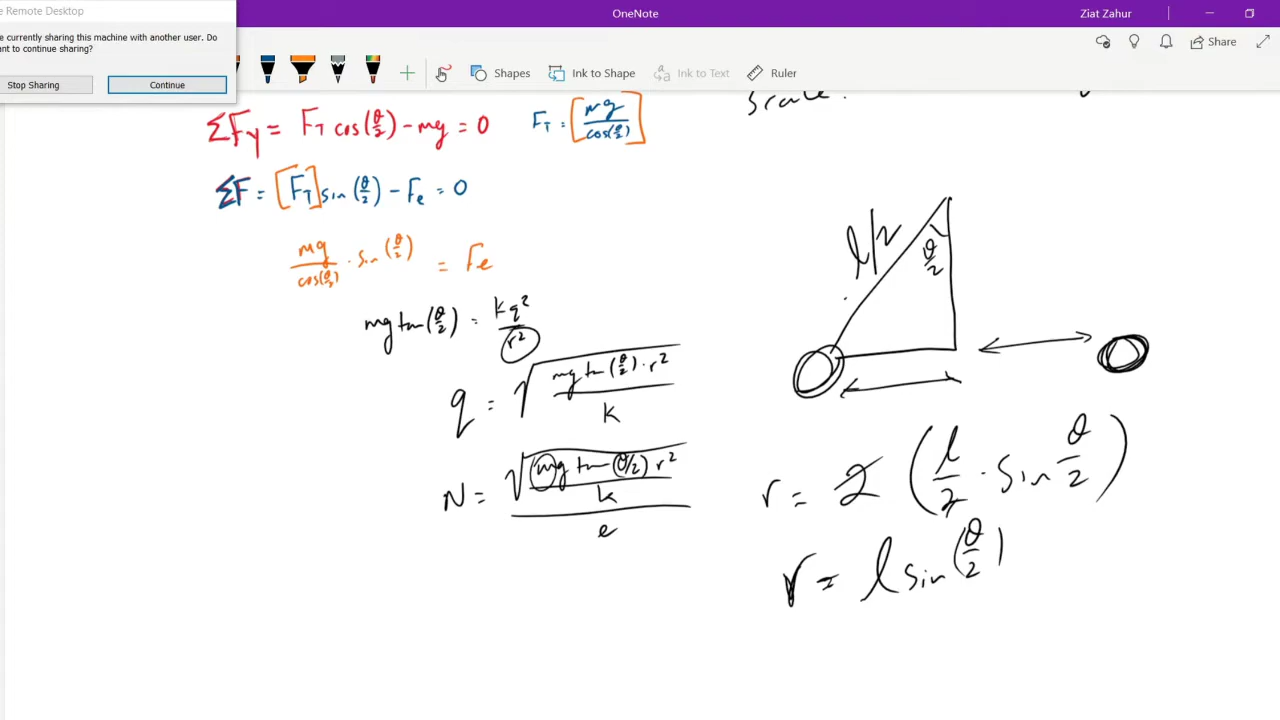 e Remote Desktop
OneNote
Ziat Zahur
e currently sharing this machine with another user. Do
ant to continue sharing?
Stop Sharing
Continue
Shapes
Ink to Shape
Ink to Text
Ruler
Share
Scale.
ΣFy = FT cos(θ/2) - mg = 0
FT = [mg/cos(θ/2)]
ΣF = [FT] sin(θ/2) - Fe = 0
mg/cos(θ/2) · sin(θ/2) = Fe
mg tan(θ/2) = kq²/r²
q = √(mg tan(θ/2) · r²/k)
N = √(mg tan(θ/2) r²/k)/e
l/2
θ/2
r = 2 (l/2 · sin θ/2)
r = l sin(θ/2)